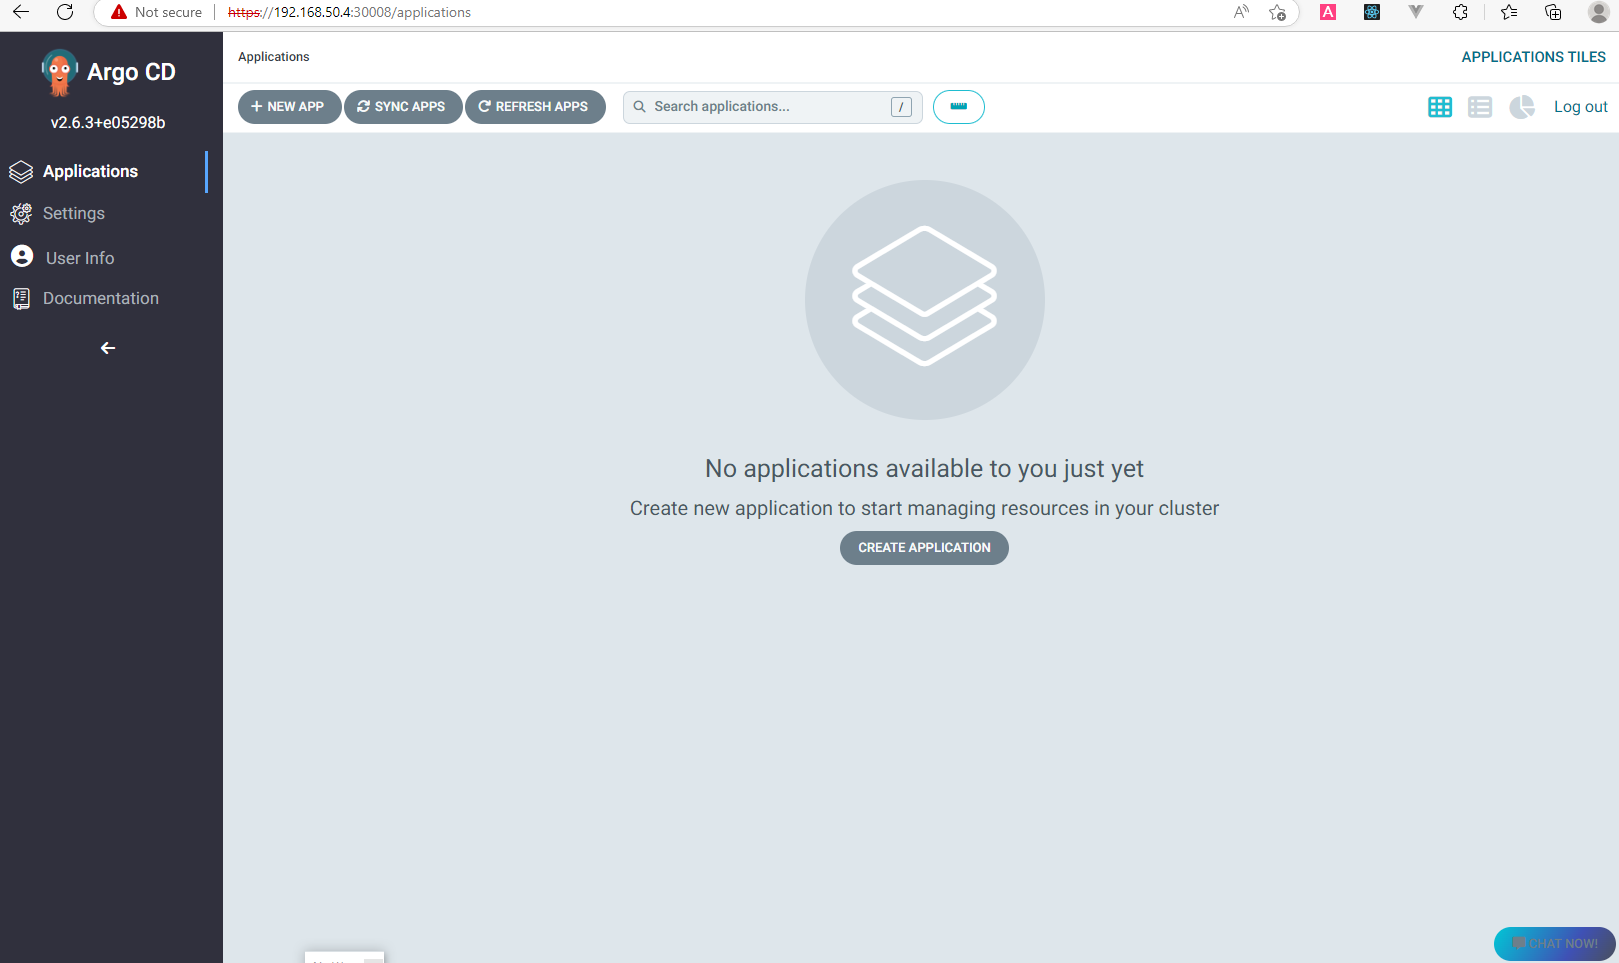 Not secure
https://192.168.50.4:30008/applications
Argo CD
v2.6.3+e05298b
Applications
Settings
User Info
Documentation
Applications
APPLICATIONS TILES
+ NEW APP
SYNC APPS
REFRESH APPS
Search applications...
/
Log out
No applications available to you just yet
Create new application to start managing resources in your cluster
CREATE APPLICATION
CHAT NOW!